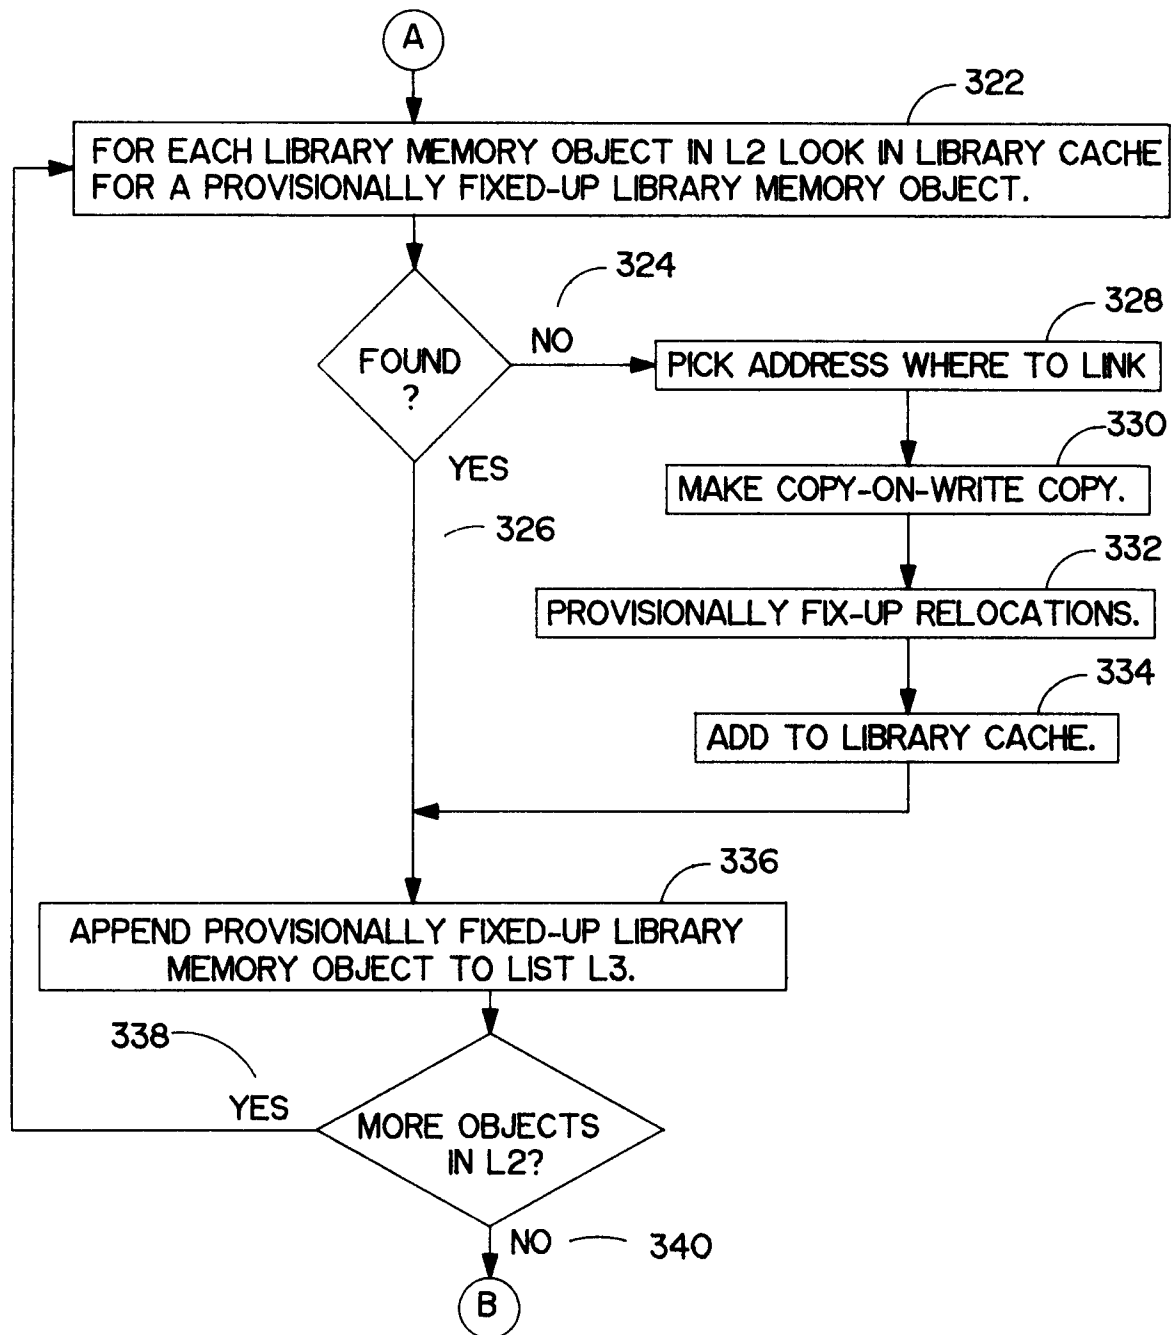 A
322
FOR EACH LIBRARY MEMORY OBJECT IN L2 LOOK IN LIBRARY CACHE
FOR A PROVISIONALLY FIXED-UP LIBRARY MEMORY OBJECT.
324
328
NO
FOUND
?
PICK ADDRESS WHERE TO LINK
330
YES
MAKE COPY-ON-WRITE COPY.
326
332
PROVISIONALLY FIX-UP RELOCATIONS.
334
ADD TO LIBRARY CACHE.
336
APPEND PROVISIONALLY FIXED-UP LIBRARY
MEMORY OBJECT TO LIST L3.
338
YES
MORE OBJECTS
IN L2?
NO
340
B